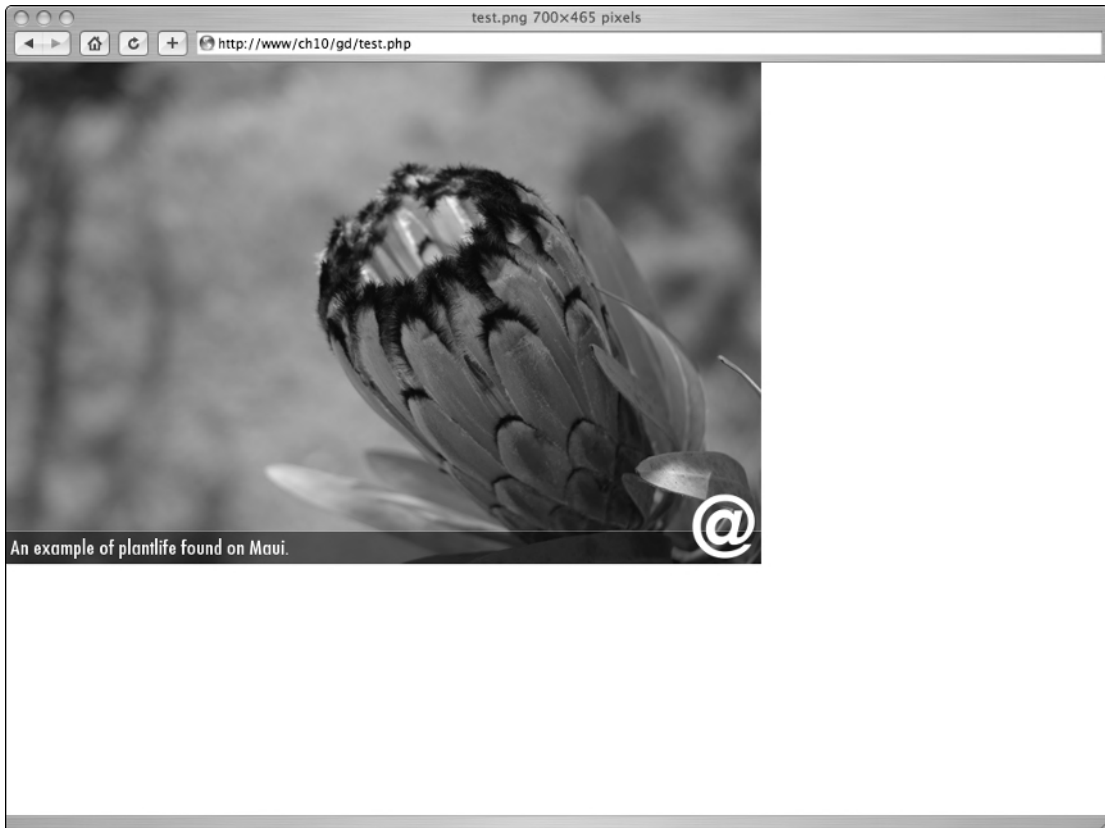 test.png 700×465 pixels
http://www/ch10/gd/test.php
An example of plantlife found on Maui.
@